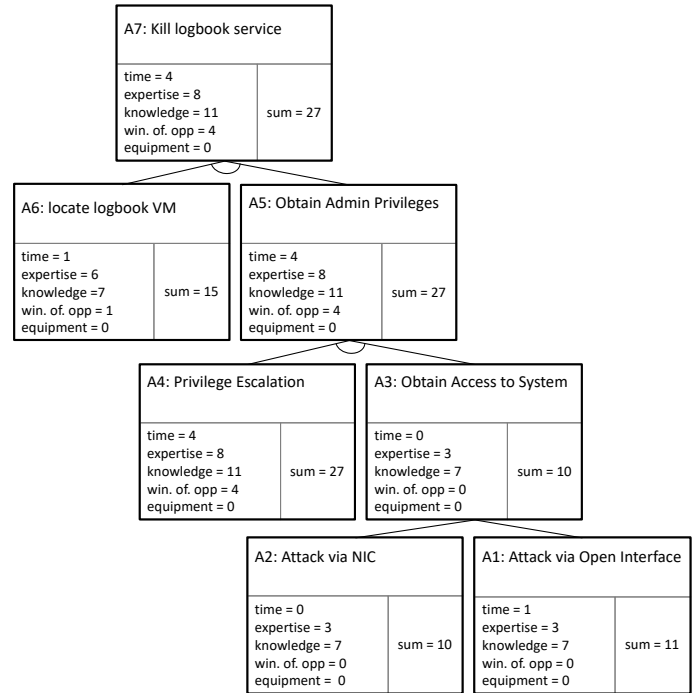 A7: Kill logbook service
time = 4
expertise = 8
knowledge = 11
win. of. opp = 4
equipment = 0
sum = 27
A6: locate logbook VM
time = 1
expertise = 6
knowledge =7
win. of. opp = 1
equipment = 0
sum = 15
A5: Obtain Admin Privileges
time = 4
expertise = 8
knowledge = 11
win. of. opp = 4
equipment = 0
sum = 27
A4: Privilege Escalation
time = 4
expertise = 8
knowledge = 11
win. of. opp = 4
equipment = 0
sum = 27
A3: Obtain Access to System
time = 0
expertise = 3
knowledge = 7
win. of. opp = 0
equipment = 0
sum = 10
A2: Attack via NIC
time = 0
expertise = 3
knowledge = 7
win. of. opp = 0
equipment =  0
sum = 10
A1: Attack via Open Interface
time = 1
expertise = 3
knowledge = 7
win. of. opp = 0
equipment = 0
sum = 11